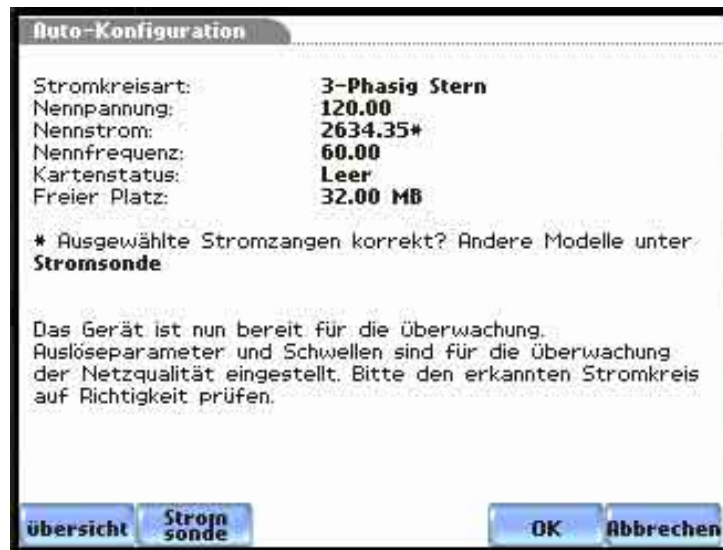 Auto-Konfiguration
Stromkreisart: 3-Phasig Stern
Nennpannung: 120.00
Nennstrom: 2634.35*
Nennfrequenz: 60.00
Kartenstatus: Leer
Freier Platz: 32.00 MB
* Ausgewählte Stromzangen korrekt? Andere Modelle unter
Stromsonde
Das Gerät ist nun bereit für die überwachung.
Auslöseparameter und Schwellen sind für die überwachung
der Netzqualität eingestellt. Bitte den erkannten Stromkreis
auf Richtigkeit prüfen.
übersicht
Strom
sonde
OK
Abbrechen